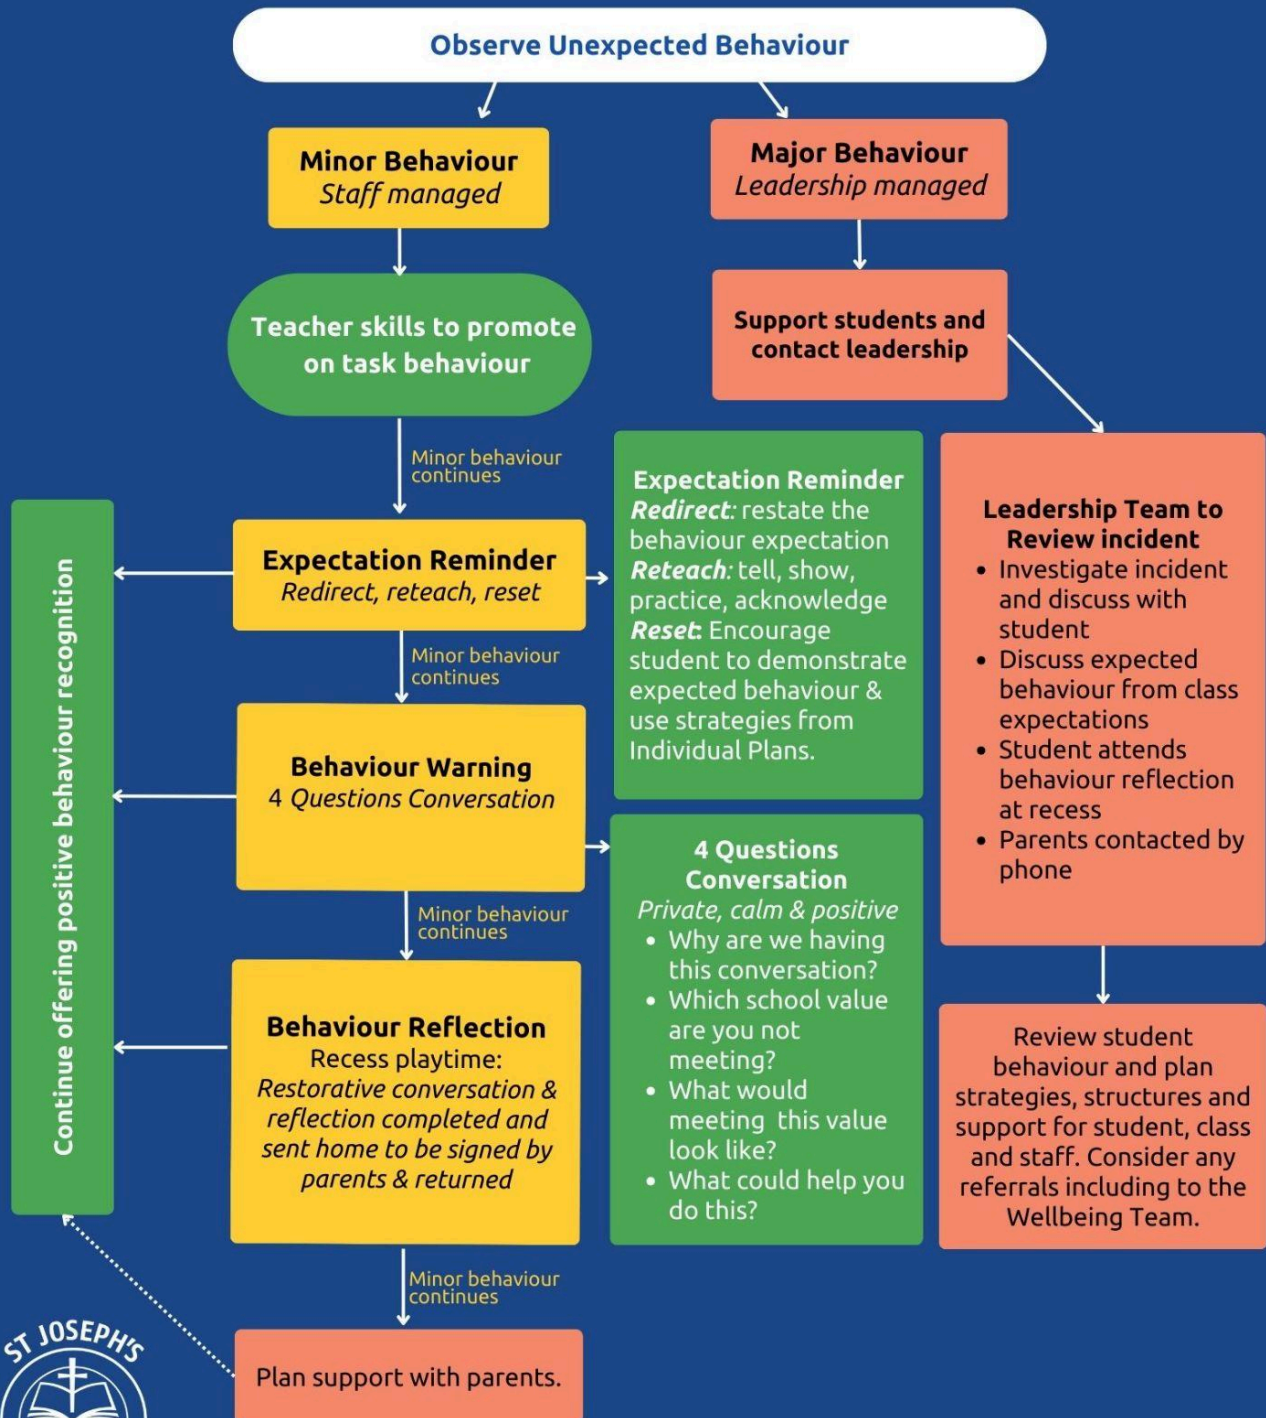 Observe Unexpected Behaviour
Minor Behaviour
Staff managed
Major Behaviour
Leadership managed
Teacher skills to promote
on task behaviour
Support students and
contact leadership
Minor behaviour
continues
Expectation Reminder
Redirect, reteach, reset
Expectation Reminder
Redirect: restate the
behaviour expectation
Reteach: tell, show,
practice, acknowledge
Reset: Encourage
student to demonstrate
expected behaviour &
use strategies from
Individual Plans.
Leadership Team to
Review incident
• Investigate incident
and discuss with
student
• Discuss expected
behaviour from class
expectations
• Student attends
behaviour reflection
at recess
• Parents contacted by
phone
Continue offering positive behaviour recognition
Minor behaviour
continues
Behaviour Warning
4 Questions Conversation
4 Questions
Conversation
Private, calm & positive
• Why are we having
this conversation?
• Which school value
are you not
meeting?
• What would
meeting  this value
look like?
• What could help you
do this?
Minor behaviour
continues
Behaviour Reflection
Recess playtime:
Restorative conversation &
reflection completed and
sent home to be signed by
parents & returned
Review student
behaviour and plan
strategies, structures and
support for student, class
and staff. Consider any
referrals including to the
Wellbeing Team.
Minor behaviour
continues
Plan support with parents.
ST JOSEPH'S